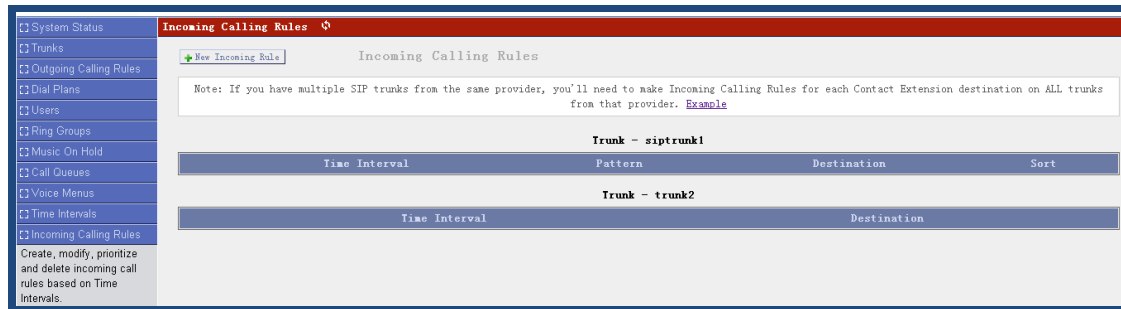 System Status
Trunks
Outgoing Calling Rules
Dial Plans
Users
Ring Groups
Music On Hold
Call Queues
Voice Menus
Time Intervals
Incoming Calling Rules
Create, modify, prioritize
and delete incoming call
rules based on Time
Intervals.
Incoming Calling Rules
New Incoming Rule
Incoming Calling Rules
Note: If you have multiple SIP trunks from the same provider, you'll need to make Incoming Calling Rules for each Contact Extension destination on ALL trunks
from that provider. Example
Trunk - siptrunk1
Time Interval Pattern Destination Sort
Trunk - trunk2
Time Interval Destination